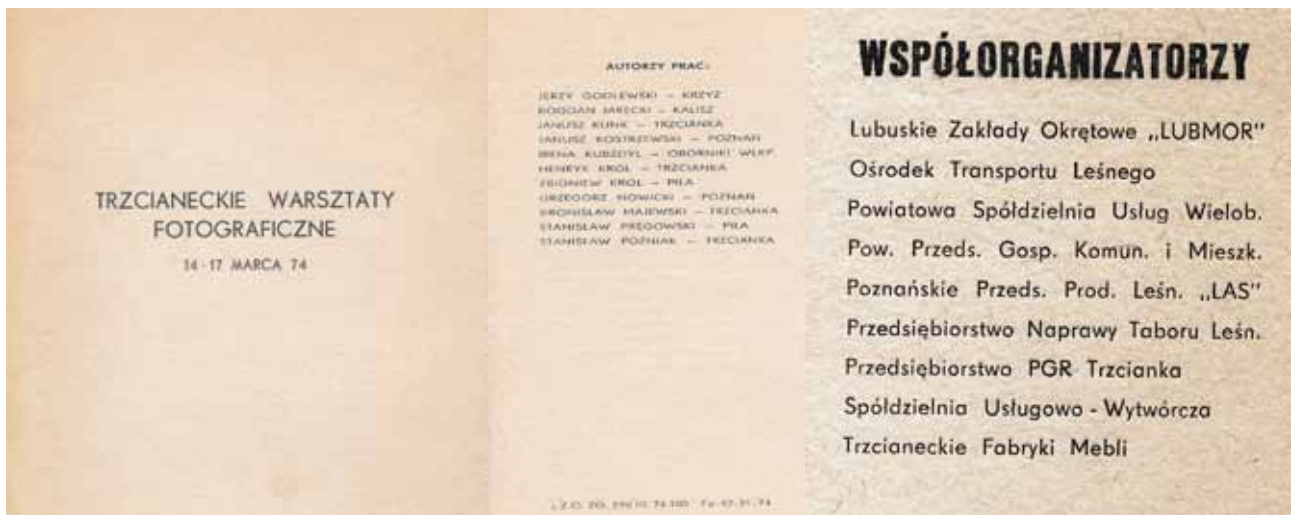 TRZCIANECKIE WARSZTATY
FOTOGRAFICZNE
14-17 MARCA 74
AUTORZY PRAC:
JERZY GODLEWSKI – KRZYŻ
BOGDAN JARECKI – KALISZ
JANUSZ KLINK – TRZCIANKA
JANUSZ KOSTRZEWSKI – POZNAŃ
IRENA KUBZDYL – OBORNIKI WLKP.
HENRYK KRÓL – TRZCIANKA
ZBIGNIEW KRÓL – PIŁA
GRZEGORZ NOWICKI – POZNAŃ
BRONISŁAW MAJEWSKI – TRZCIANKA
STANISŁAW PRĘGOWSKI – PIŁA
STANISŁAW POŹNIAK – TRZCIANKA
WSPÓŁORGANIZATORZY
Lubuskie Zakłady Okrętowe „LUBMOR"
Ośrodek Transportu Leśnego
Powiatowa Spółdzielnia Usług Wielob.
Pow. Przeds. Gosp. Komun. i Mieszk.
Poznańskie Przeds. Prod. Leśn. „LAS"
Przedsiębiorstwo Naprawy Taboru Leśn.
Przedsiębiorstwo PGR Trzcianka
Spółdzielnia Usługowo - Wytwórcza
Trzcianeckie Fabryki Mebli